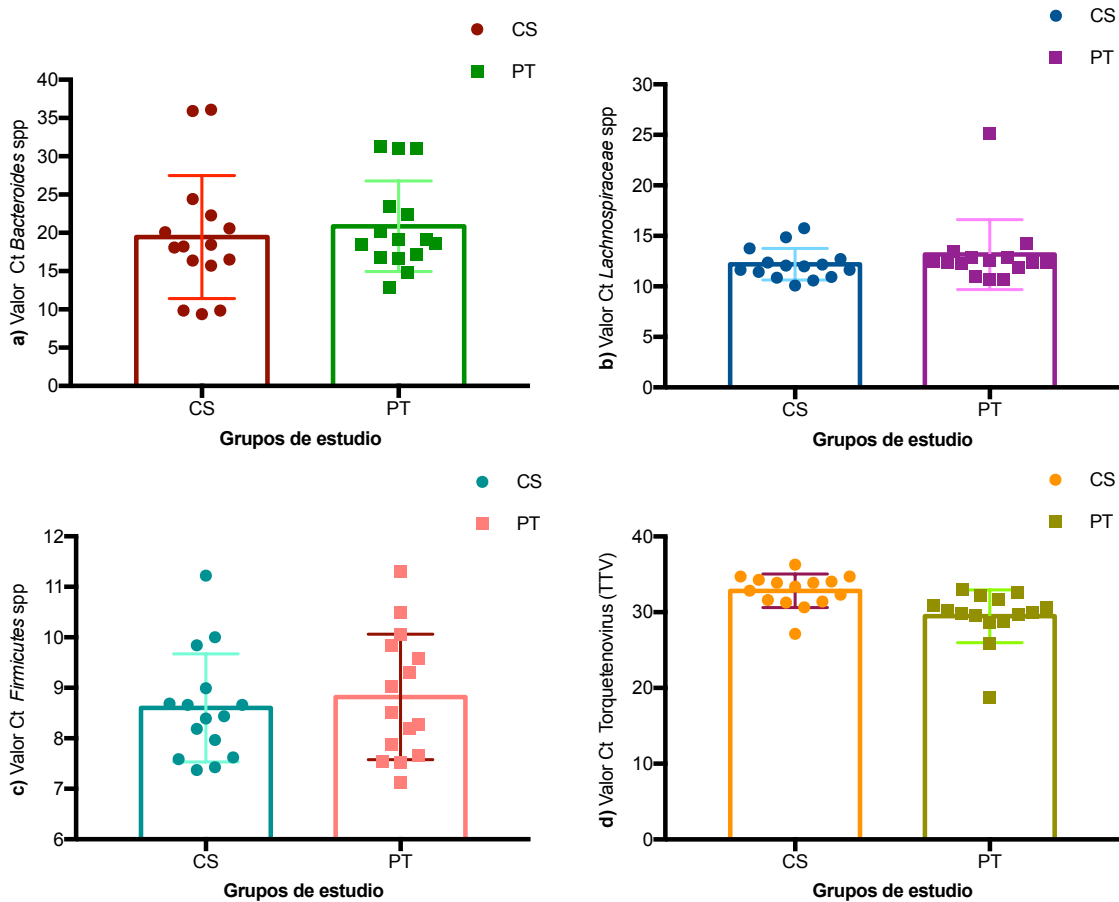 CS
PT
a) Valor Ct Bacteroides spp
40
35
30
25
20
15
10
5
0
CS PT
Grupos de estudio
CS
PT
b) Valor Ct Lachnospiraceae spp
30
25
20
15
10
5
0
CS PT
Grupos de estudio
CS
PT
c) Valor Ct Firmicutes spp
12
11
10
9
8
7
6
CS PT
Grupos de estudio
CS
PT
d) Valor Ct Torquetenovirus (TTV)
40
30
20
10
0
CS PT
Grupos de estudio